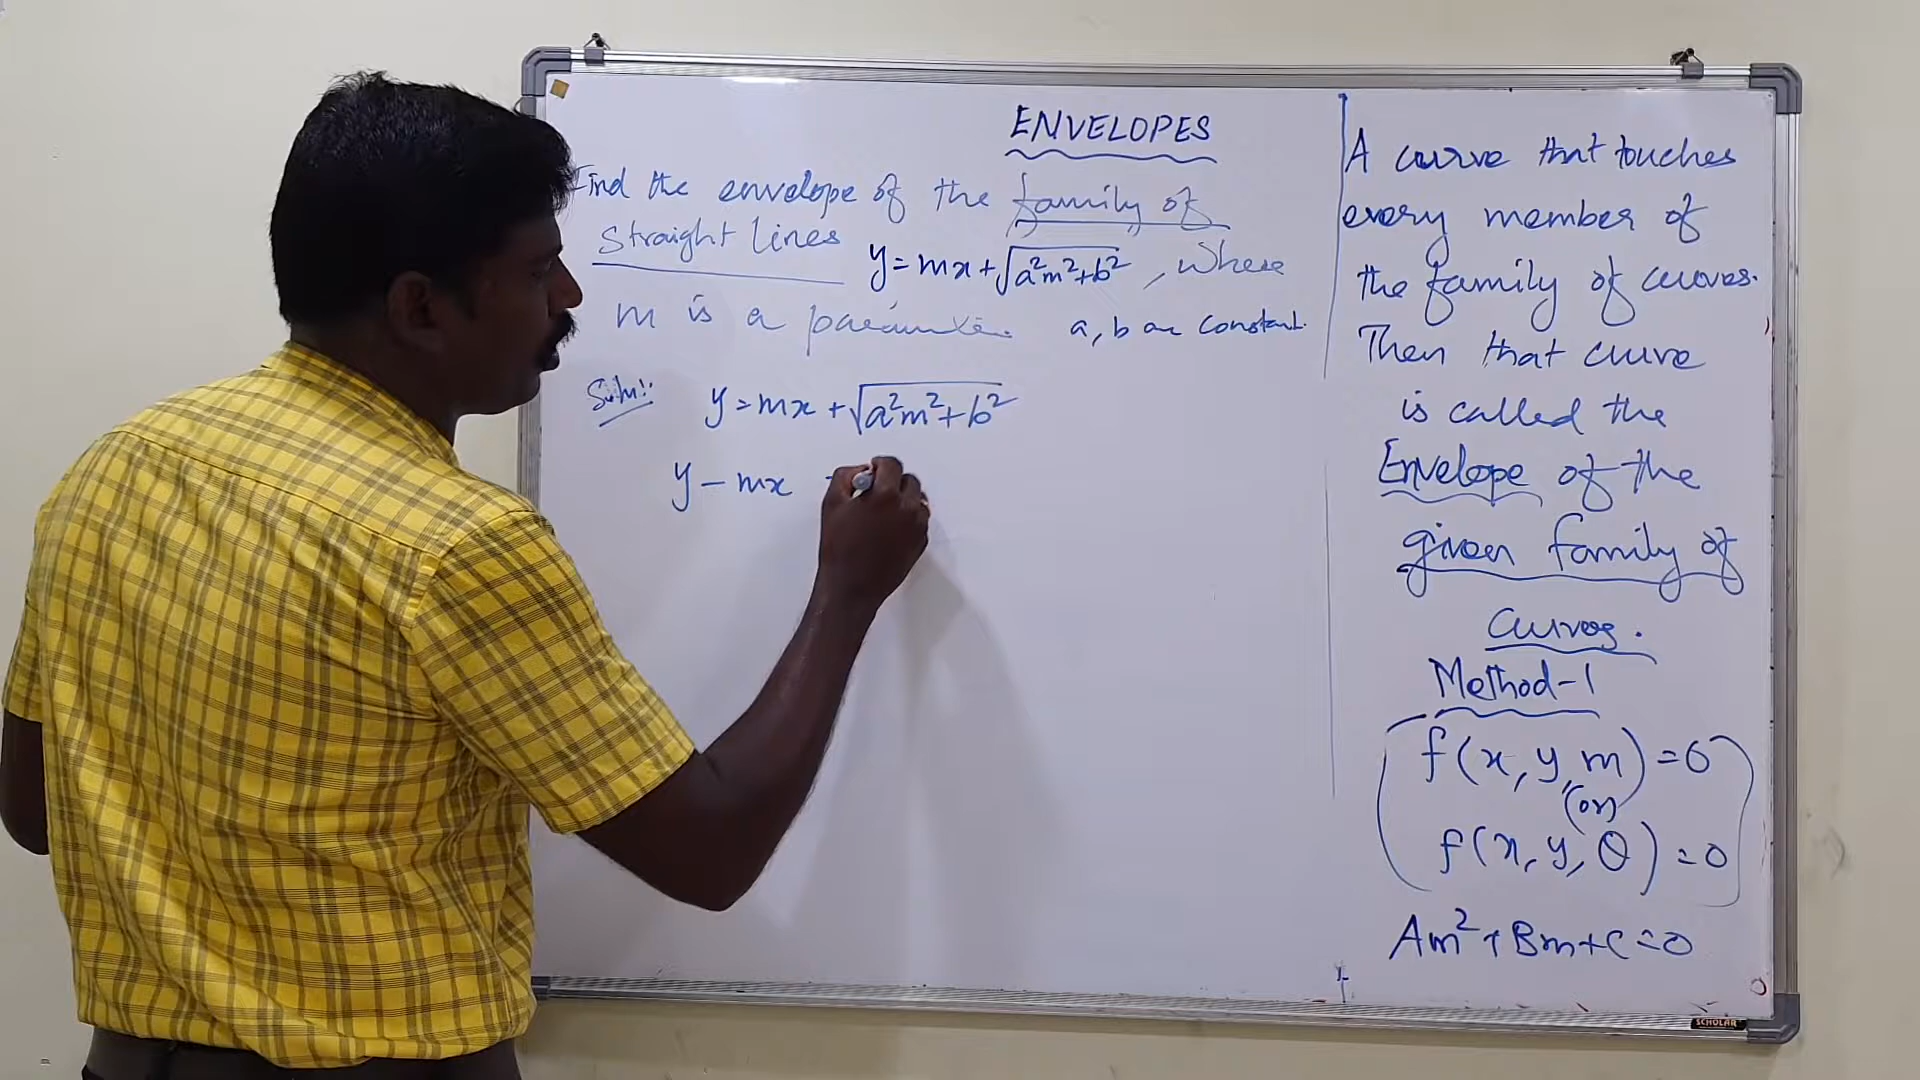 ENVELOPES
Find the envelope of the family of
straight lines y = mx + √(a²m²+b²), where
m is a parameter. a, b are constant.
Soln:
y = mx + √(a²m²+b²)
y - mx
A curve that touches
every member of
the family of curves.
Then that curve
is called the
Envelope of the
given family of
Curves.
Method-1
f(x, y, m) = 0
(or)
f(x, y, θ) = 0
Am² + Bm + C = 0
SCHOLAR